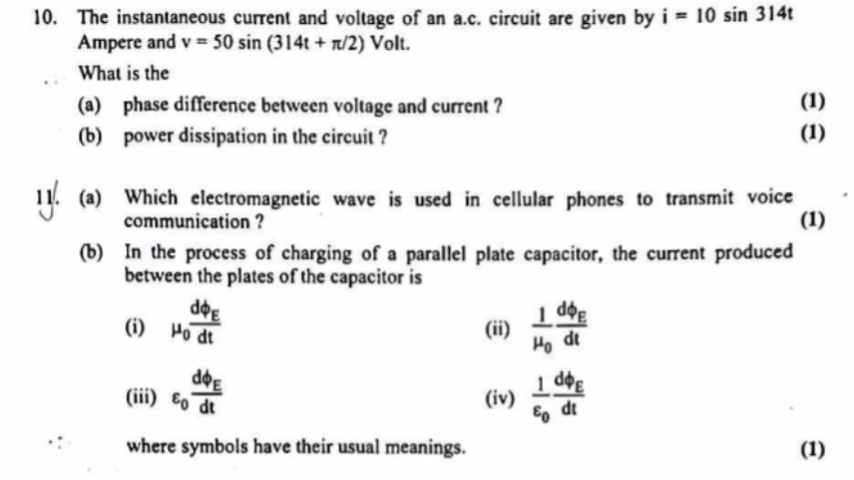 10. The instantaneous current and voltage of an a.c. circuit are given by i = 10 sin 314t
Ampere and v = 50 sin (314t + π/2) Volt.
What is the
(a) phase difference between voltage and current ? (1)
(b) power dissipation in the circuit ? (1)
11. (a) Which electromagnetic wave is used in cellular phones to transmit voice
communication ? (1)
(b) In the process of charging of a parallel plate capacitor, the current produced
between the plates of the capacitor is
(i) μ₀ dϕ_E/dt (ii) 1/μ₀ dϕ_E/dt
(iii) ε₀ dϕ_E/dt (iv) 1/ε₀ dϕ_E/dt
where symbols have their usual meanings. (1)